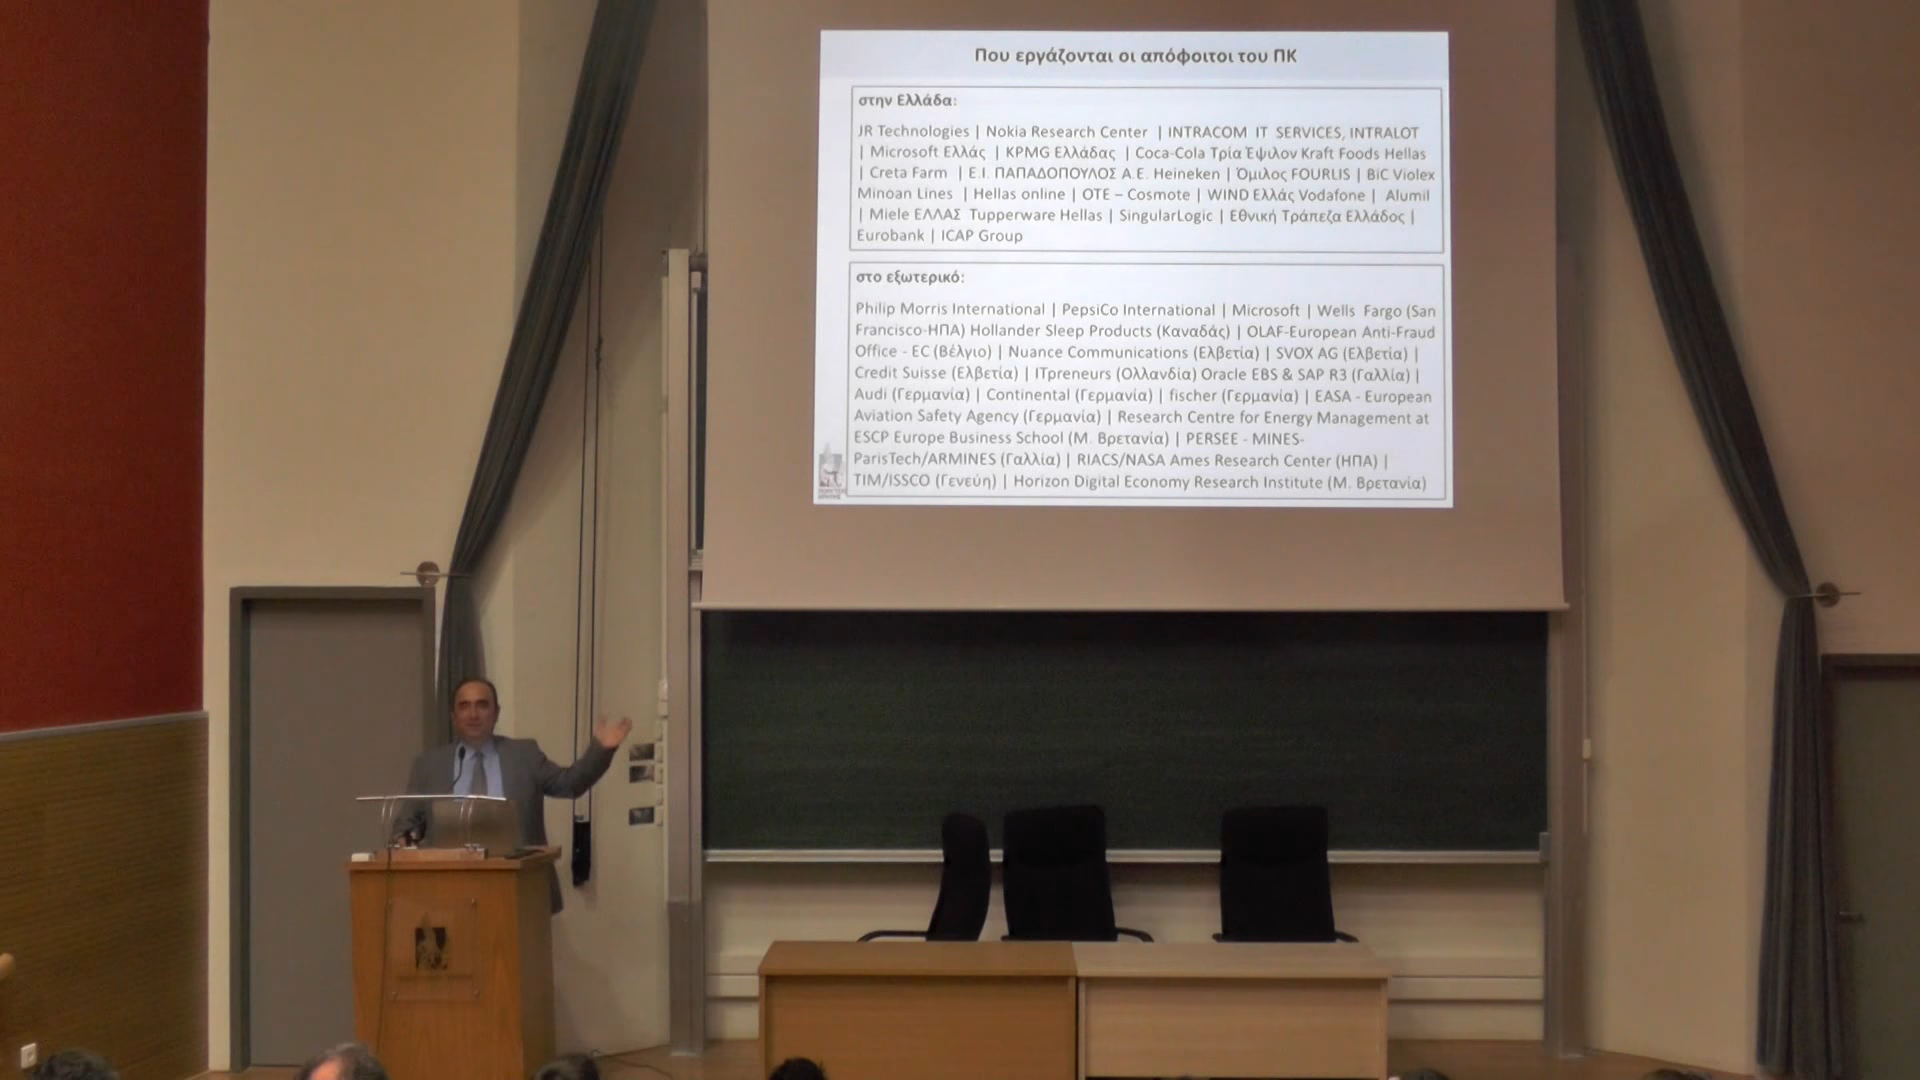 Που εργάζονται οι απόφοιτοι του ΠΚ
στην Ελλάδα:
JR Technologies | Nokia Research Center | INTRACOM IT SERVICES, INTRALOT
| Microsoft Ελλάς | KPMG Ελλάδας | Coca-Cola Τρία Έψιλον Kraft Foods Hellas
| Creta Farm | Ε.Ι. ΠΑΠΑΔΟΠΟΥΛΟΣ Α.Ε. Heineken | Όμιλος FOURLIS | BiC Violex
Minoan Lines | Hellas online | ΟΤΕ – Cosmote | WIND Ελλάς Vodafone | Alumil
| Miele ΕΛΛΑΣ Tupperware Hellas | SingularLogic | Εθνική Τράπεζα Ελλάδος |
Eurobank | ICAP Group
στο εξωτερικό:
Philip Morris International | PepsiCo International | Microsoft | Wells Fargo (San
Francisco-ΗΠΑ) Hollander Sleep Products (Καναδάς) | OLAF-European Anti-Fraud
Office - EC (Βέλγιο) | Nuance Communications (Ελβετία) | SVOX AG (Ελβετία) |
Credit Suisse (Ελβετία) | ITpreneurs (Ολλανδία) Oracle EBS & SAP R3 (Γαλλία) |
Audi (Γερμανία) | Continental (Γερμανία) | fischer (Γερμανία) | EASA - European
Aviation Safety Agency (Γερμανία) | Research Centre for Energy Management at
ESCP Europe Business School (Μ. Βρετανία) | PERSEE - MINES-
ParisTech/ARMINES (Γαλλία) | RIACS/NASA Ames Research Center (ΗΠΑ) |
TIM/ISSCO (Γενεύη) | Horizon Digital Economy Research Institute (Μ. Βρετανία)